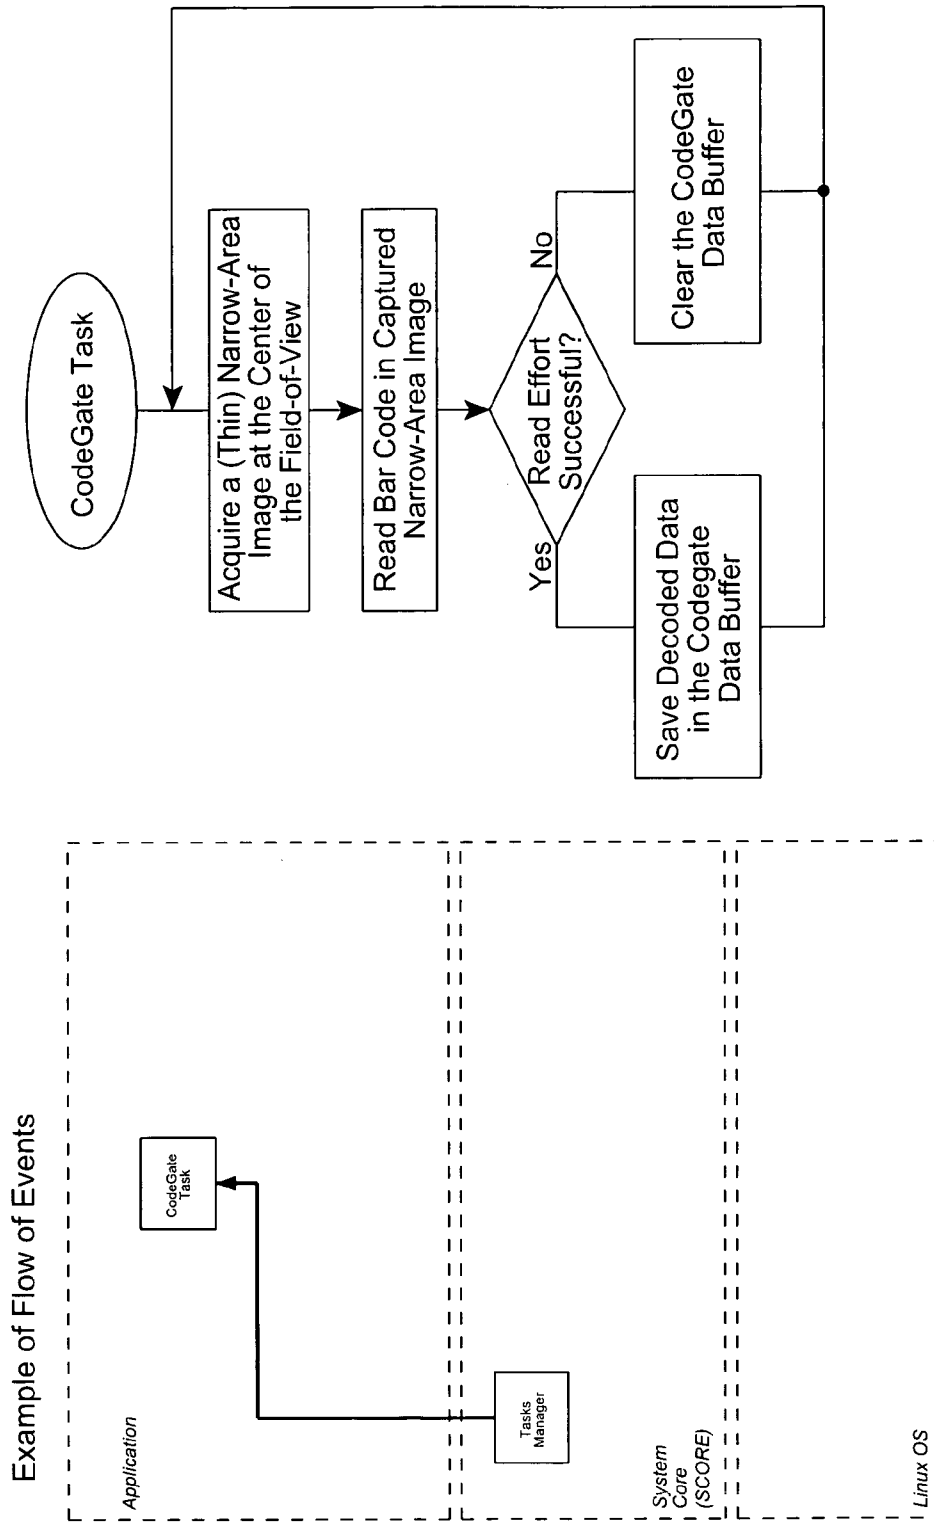 Example of Flow of Events
Application
CodeGate
Task
System
Core
(SCORE)
Tasks
Manager
Linux OS
CodeGate Task
Acquire a (Thin) Narrow-Area
Image at the Center of
the Field-of-View
Read Bar Code in Captured
Narrow-Area Image
Read Effort
Successful?
Yes
No
Save Decoded Data
in the Codegate
Data Buffer
Clear the CodeGate
Data Buffer